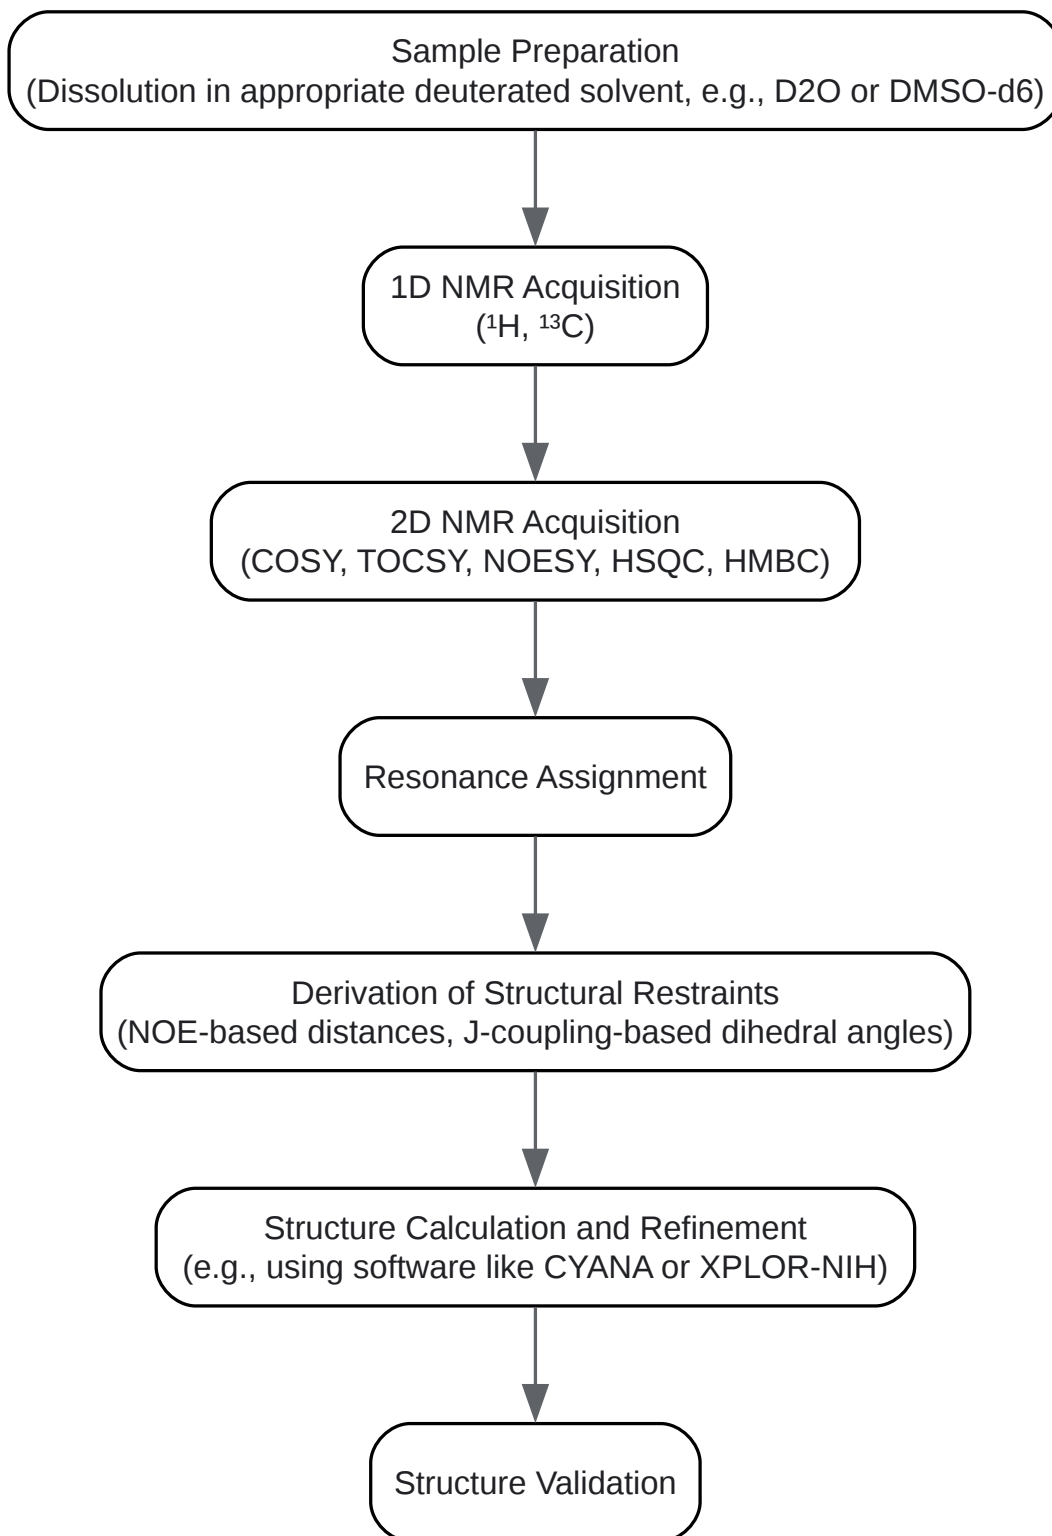 Sample Preparation
(Dissolution in appropriate deuterated solvent, e.g., D2O or DMSO-d6)
1D NMR Acquisition
(¹H, ¹³C)
2D NMR Acquisition
(COSY, TOCSY, NOESY, HSQC, HMBC)
Resonance Assignment
Derivation of Structural Restraints
(NOE-based distances, J-coupling-based dihedral angles)
Structure Calculation and Refinement
(e.g., using software like CYANA or XPLOR-NIH)
Structure Validation